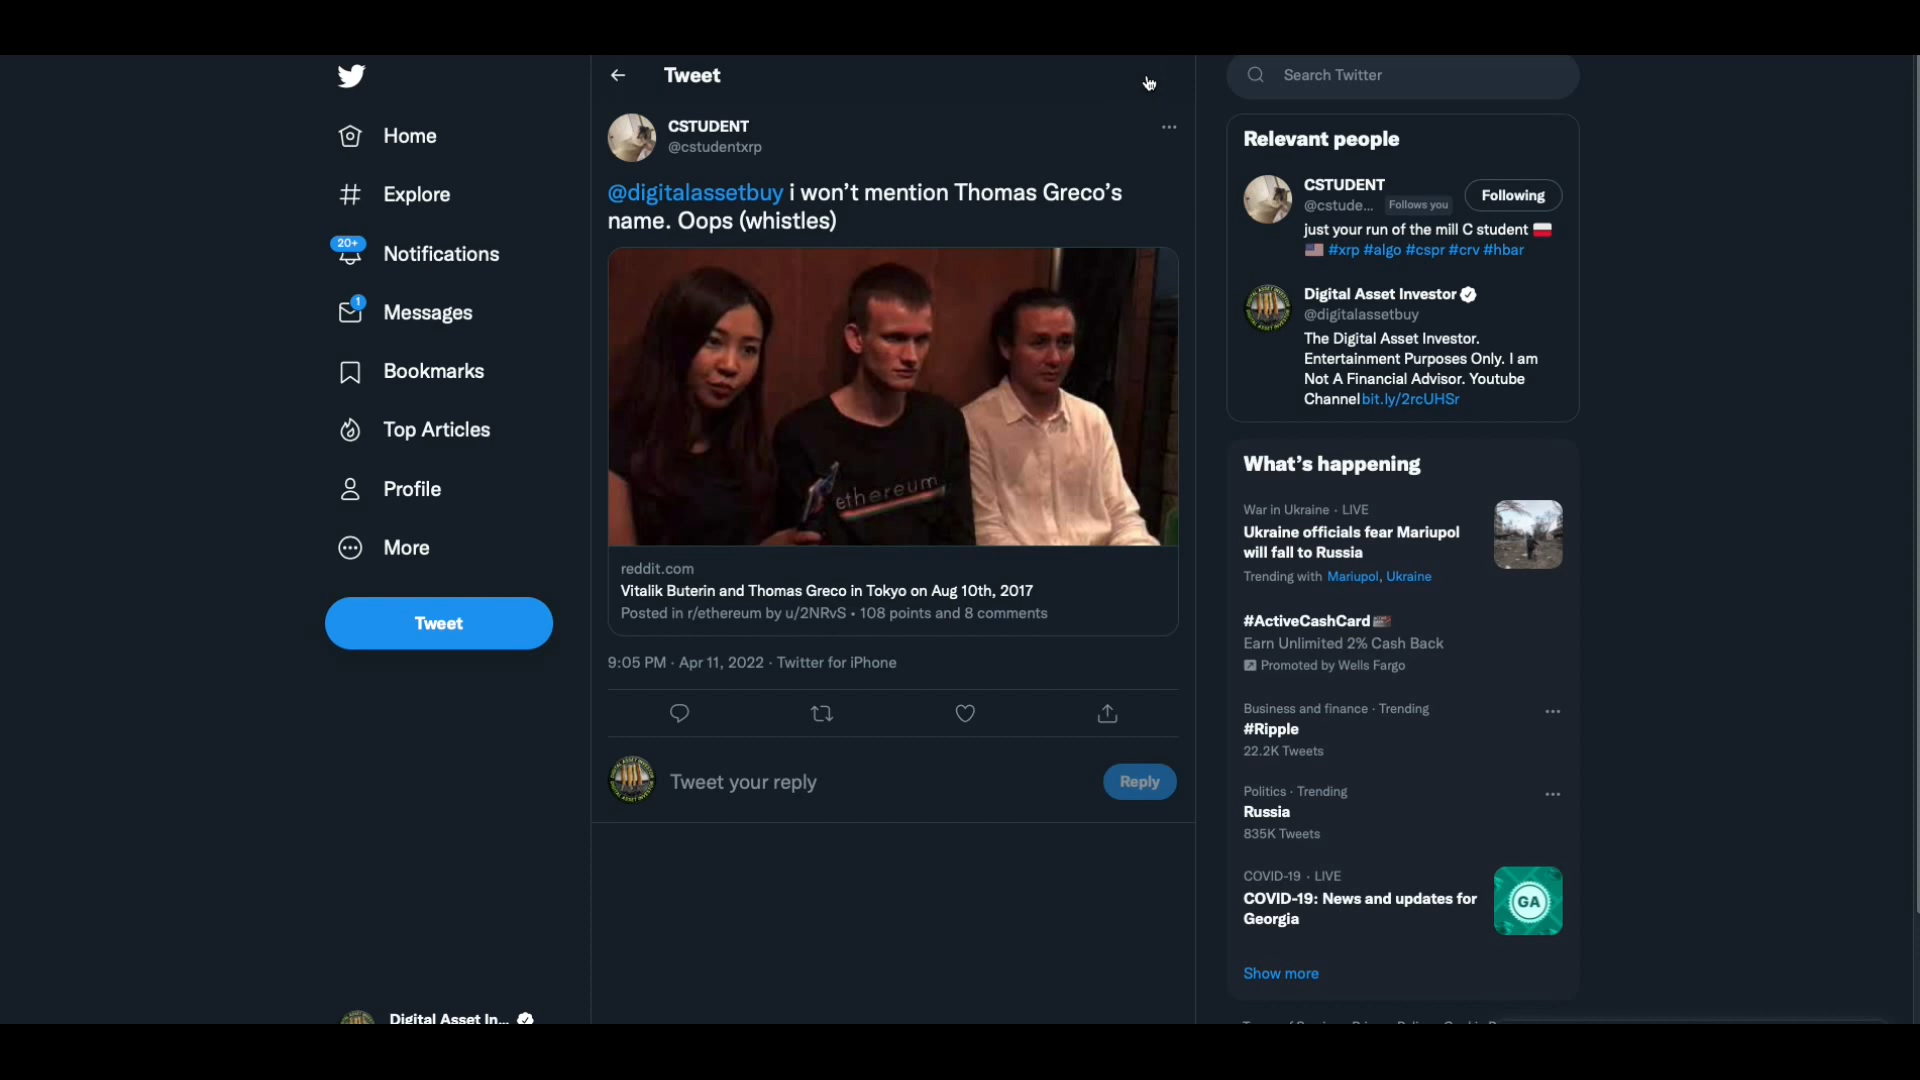 Home
Explore
20+
Notifications
1
Messages
Bookmarks
Top Articles
Profile
More
Tweet
Digital Asset In...
Tweet
CSTUDENT
@cstudentxrp
@digitalassetbuy i won’t mention Thomas Greco’s
name. Oops (whistles)
ethereum
reddit.com
Vitalik Buterin and Thomas Greco in Tokyo on Aug 10th, 2017
Posted in r/ethereum by u/2NRvS • 108 points and 8 comments
9:05 PM · Apr 11, 2022 · Twitter for iPhone
Tweet your reply
Reply
Search Twitter
Relevant people
CSTUDENT
@cstude... Follows you
Following
just your run of the mill C student
#xrp #algo #cspr #crv #hbar
Digital Asset Investor
@digitalassetbuy
The Digital Asset Investor.
Entertainment Purposes Only. I am
Not A Financial Advisor. Youtube
Channel bit.ly/2rcUHSr
What’s happening
War in Ukraine · LIVE
Ukraine officials fear Mariupol
will fall to Russia
Trending with Mariupol, Ukraine
#ActiveCashCard
Earn Unlimited 2% Cash Back
Promoted by Wells Fargo
Business and finance · Trending
#Ripple
22.2K Tweets
Politics · Trending
Russia
835K Tweets
COVID-19 · LIVE
COVID-19: News and updates for
Georgia
GA
Show more